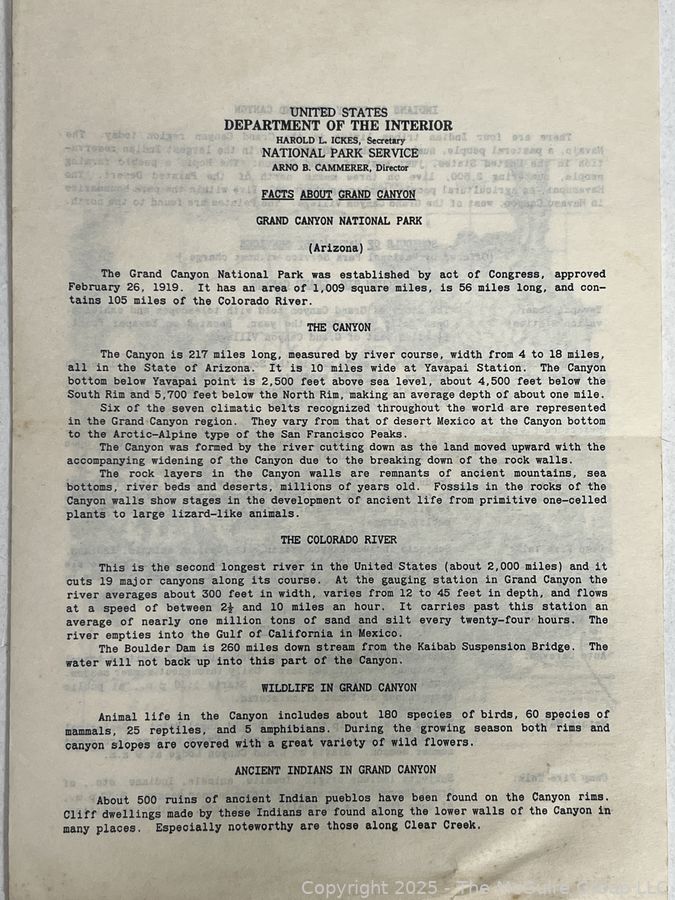 UNITED STATES
DEPARTMENT OF THE INTERIOR
HAROLD L. ICKES, Secretary
NATIONAL PARK SERVICE
ARNO B. CAMMERER, Director
FACTS ABOUT GRAND CANYON
GRAND CANYON NATIONAL PARK
(Arizona)
The Grand Canyon National Park was established by act of Congress, approved
February 26, 1919. It has an area of 1,009 square miles, is 56 miles long, and con-
tains 105 miles of the Colorado River.
THE CANYON
The Canyon is 217 miles long, measured by river course, width from 4 to 18 miles,
all in the State of Arizona. It is 10 miles wide at Yavapai Station. The Canyon
bottom below Yavapai point is 2,500 feet above sea level, about 4,500 feet below the
South Rim and 5,700 feet below the North Rim, making an average depth of about one mile.
Six of the seven climatic belts recognized throughout the world are represented
in the Grand Canyon region. They vary from that of desert Mexico at the Canyon bottom
to the Arctic-Alpine type of the San Francisco Peaks.
The Canyon was formed by the river cutting down as the land moved upward with the
accompanying widening of the Canyon due to the breaking down of the rock walls.
The rock layers in the Canyon walls are remnants of ancient mountains, sea
bottoms, river beds and deserts, millions of years old. Fossils in the rocks of the
Canyon walls show stages in the development of ancient life from primitive one-celled
plants to large lizard-like animals.
THE COLORADO RIVER
This is the second longest river in the United States (about 2,000 miles) and it
cuts 19 major canyons along its course. At the gauging station in Grand Canyon the
river averages about 300 feet in width, varies from 12 to 45 feet in depth, and flows
at a speed of between 2½ and 10 miles an hour. It carries past this station an
average of nearly one million tons of sand and silt every twenty-four hours. The
river empties into the Gulf of California in Mexico.
The Boulder Dam is 260 miles down stream from the Kaibab Suspension Bridge. The
water will not back up into this part of the Canyon.
WILDLIFE IN GRAND CANYON
Animal life in the Canyon includes about 180 species of birds, 60 species of
mammals, 25 reptiles, and 5 amphibians. During the growing season both rims and
canyon slopes are covered with a great variety of wild flowers.
ANCIENT INDIANS IN GRAND CANYON
About 500 ruins of ancient Indian pueblos have been found on the Canyon rims.
Cliff dwellings made by these Indians are found along the lower walls of the Canyon in
many places. Especially noteworthy are those along Clear Creek.
Copyright 2025 - The McGuire Group LLC